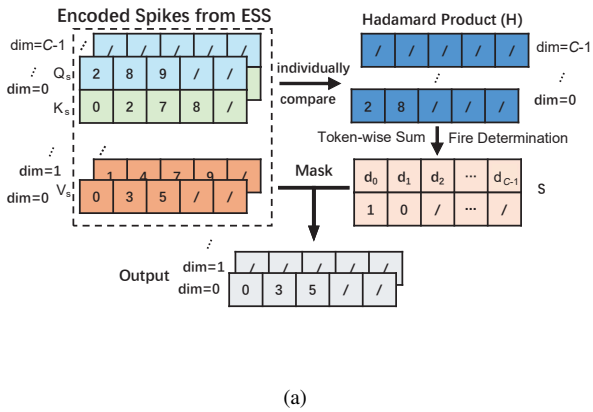 Encoded Spikes from ESS
Hadamard Product (H)
dim=C-1
/ / / / /
⋰
Qs 2 8 9 / /
dim=0
Ks 0 2 7 8 /
individually
compare
/ / / / /
dim=C-1
⋰
2 8 / / /
dim=0
Token-wise Sum
Fire Determination
⋰
dim=1
1 4 7 9 /
dim=0
Vs 0 3 5 / /
Mask
d0 d1 d2 ··· dC-1
1 0 / ··· /
S
⋰
Output
dim=1
/ / / / /
dim=0
0 3 5 / /
(a)